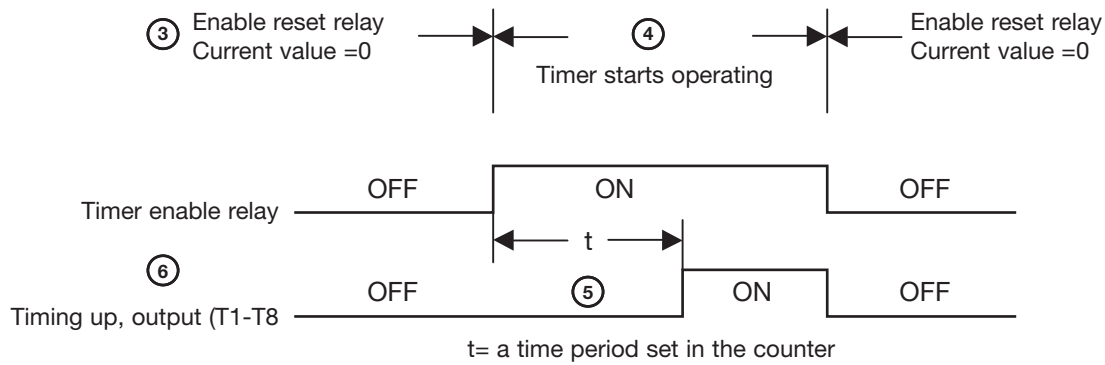 3 Enable reset relay
Current value =0
4
Timer starts operating
Enable reset relay
Current value =0
OFF ON OFF
Timer enable relay
t
6
OFF 5 ON OFF
Timing up, output (T1-T8
t= a time period set in the counter